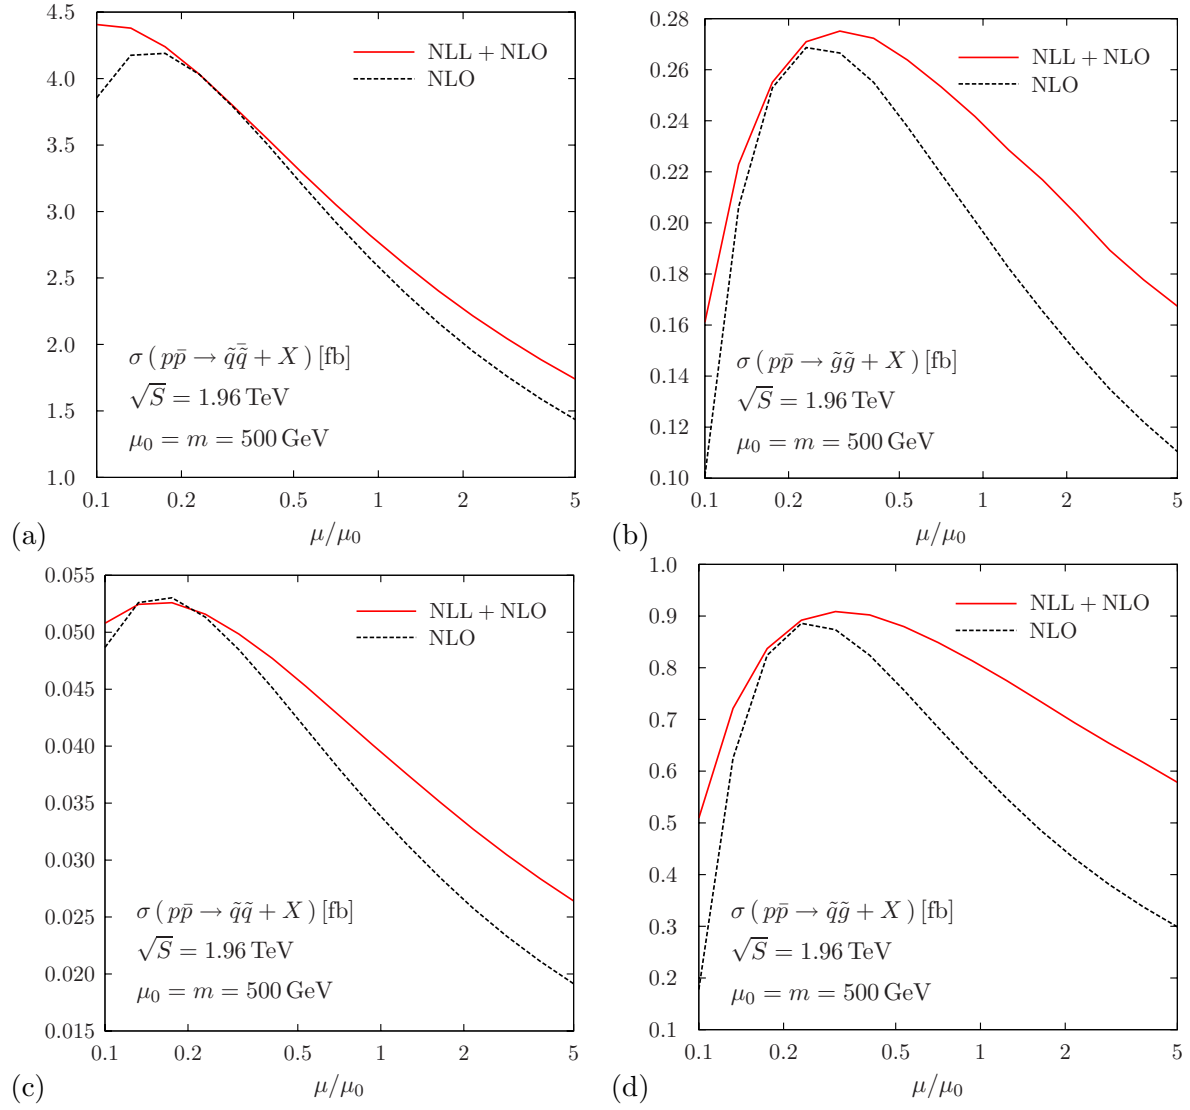 4.5
4.0
3.5
3.0
2.5
2.0
1.5
1.0
NLL + NLO
NLO
σ ( pp̄ → q̃q̃̄ + X ) [fb]
√S = 1.96 TeV
μ₀ = m = 500 GeV
0.1 0.2 0.5 1 2 5
(a) μ/μ₀
0.28
0.26
0.24
0.22
0.20
0.18
0.16
0.14
0.12
0.10
NLL + NLO
NLO
σ ( pp̄ → g̃g̃ + X ) [fb]
√S = 1.96 TeV
μ₀ = m = 500 GeV
0.1 0.2 0.5 1 2 5
(b) μ/μ₀
0.055
0.050
0.045
0.040
0.035
0.030
0.025
0.020
0.015
NLL + NLO
NLO
σ ( pp̄ → q̃q̃ + X ) [fb]
√S = 1.96 TeV
μ₀ = m = 500 GeV
0.1 0.2 0.5 1 2 5
(c) μ/μ₀
1.0
0.9
0.8
0.7
0.6
0.5
0.4
0.3
0.2
0.1
NLL + NLO
NLO
σ ( pp̄ → q̃g̃ + X ) [fb]
√S = 1.96 TeV
μ₀ = m = 500 GeV
0.1 0.2 0.5 1 2 5
(d) μ/μ₀